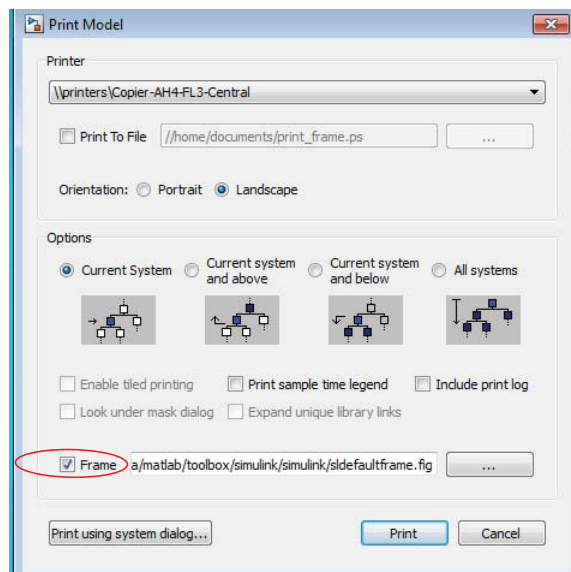 Print Model
Printer
\\printers\Copier-AH4-FL3-Central
Print To File //home/documents/print_frame.ps ...
Orientation: Portrait Landscape
Options
Current System Current system and above Current system and below All systems
Enable tiled printing Print sample time legend Include print log
Look under mask dialog Expand unique library links
Frame a/matlab/toolbox/simulink/simulink/sldefaultframe.fig ...
Print using system dialog... Print Cancel